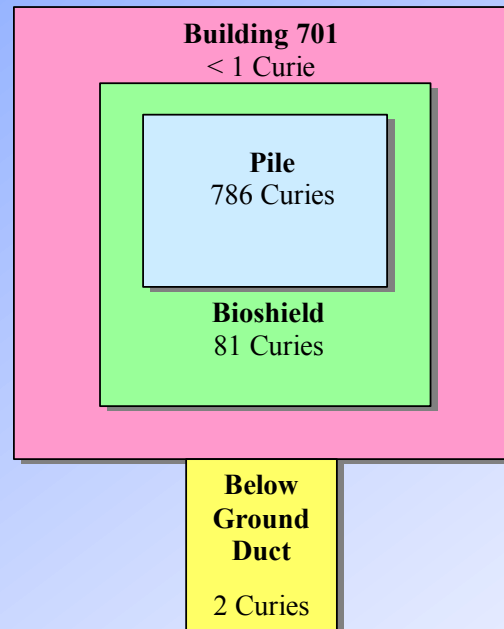 Building 701
< 1 Curie
Pile
786 Curies
Bioshield
81 Curies
Below
Ground
Duct
2 Curies